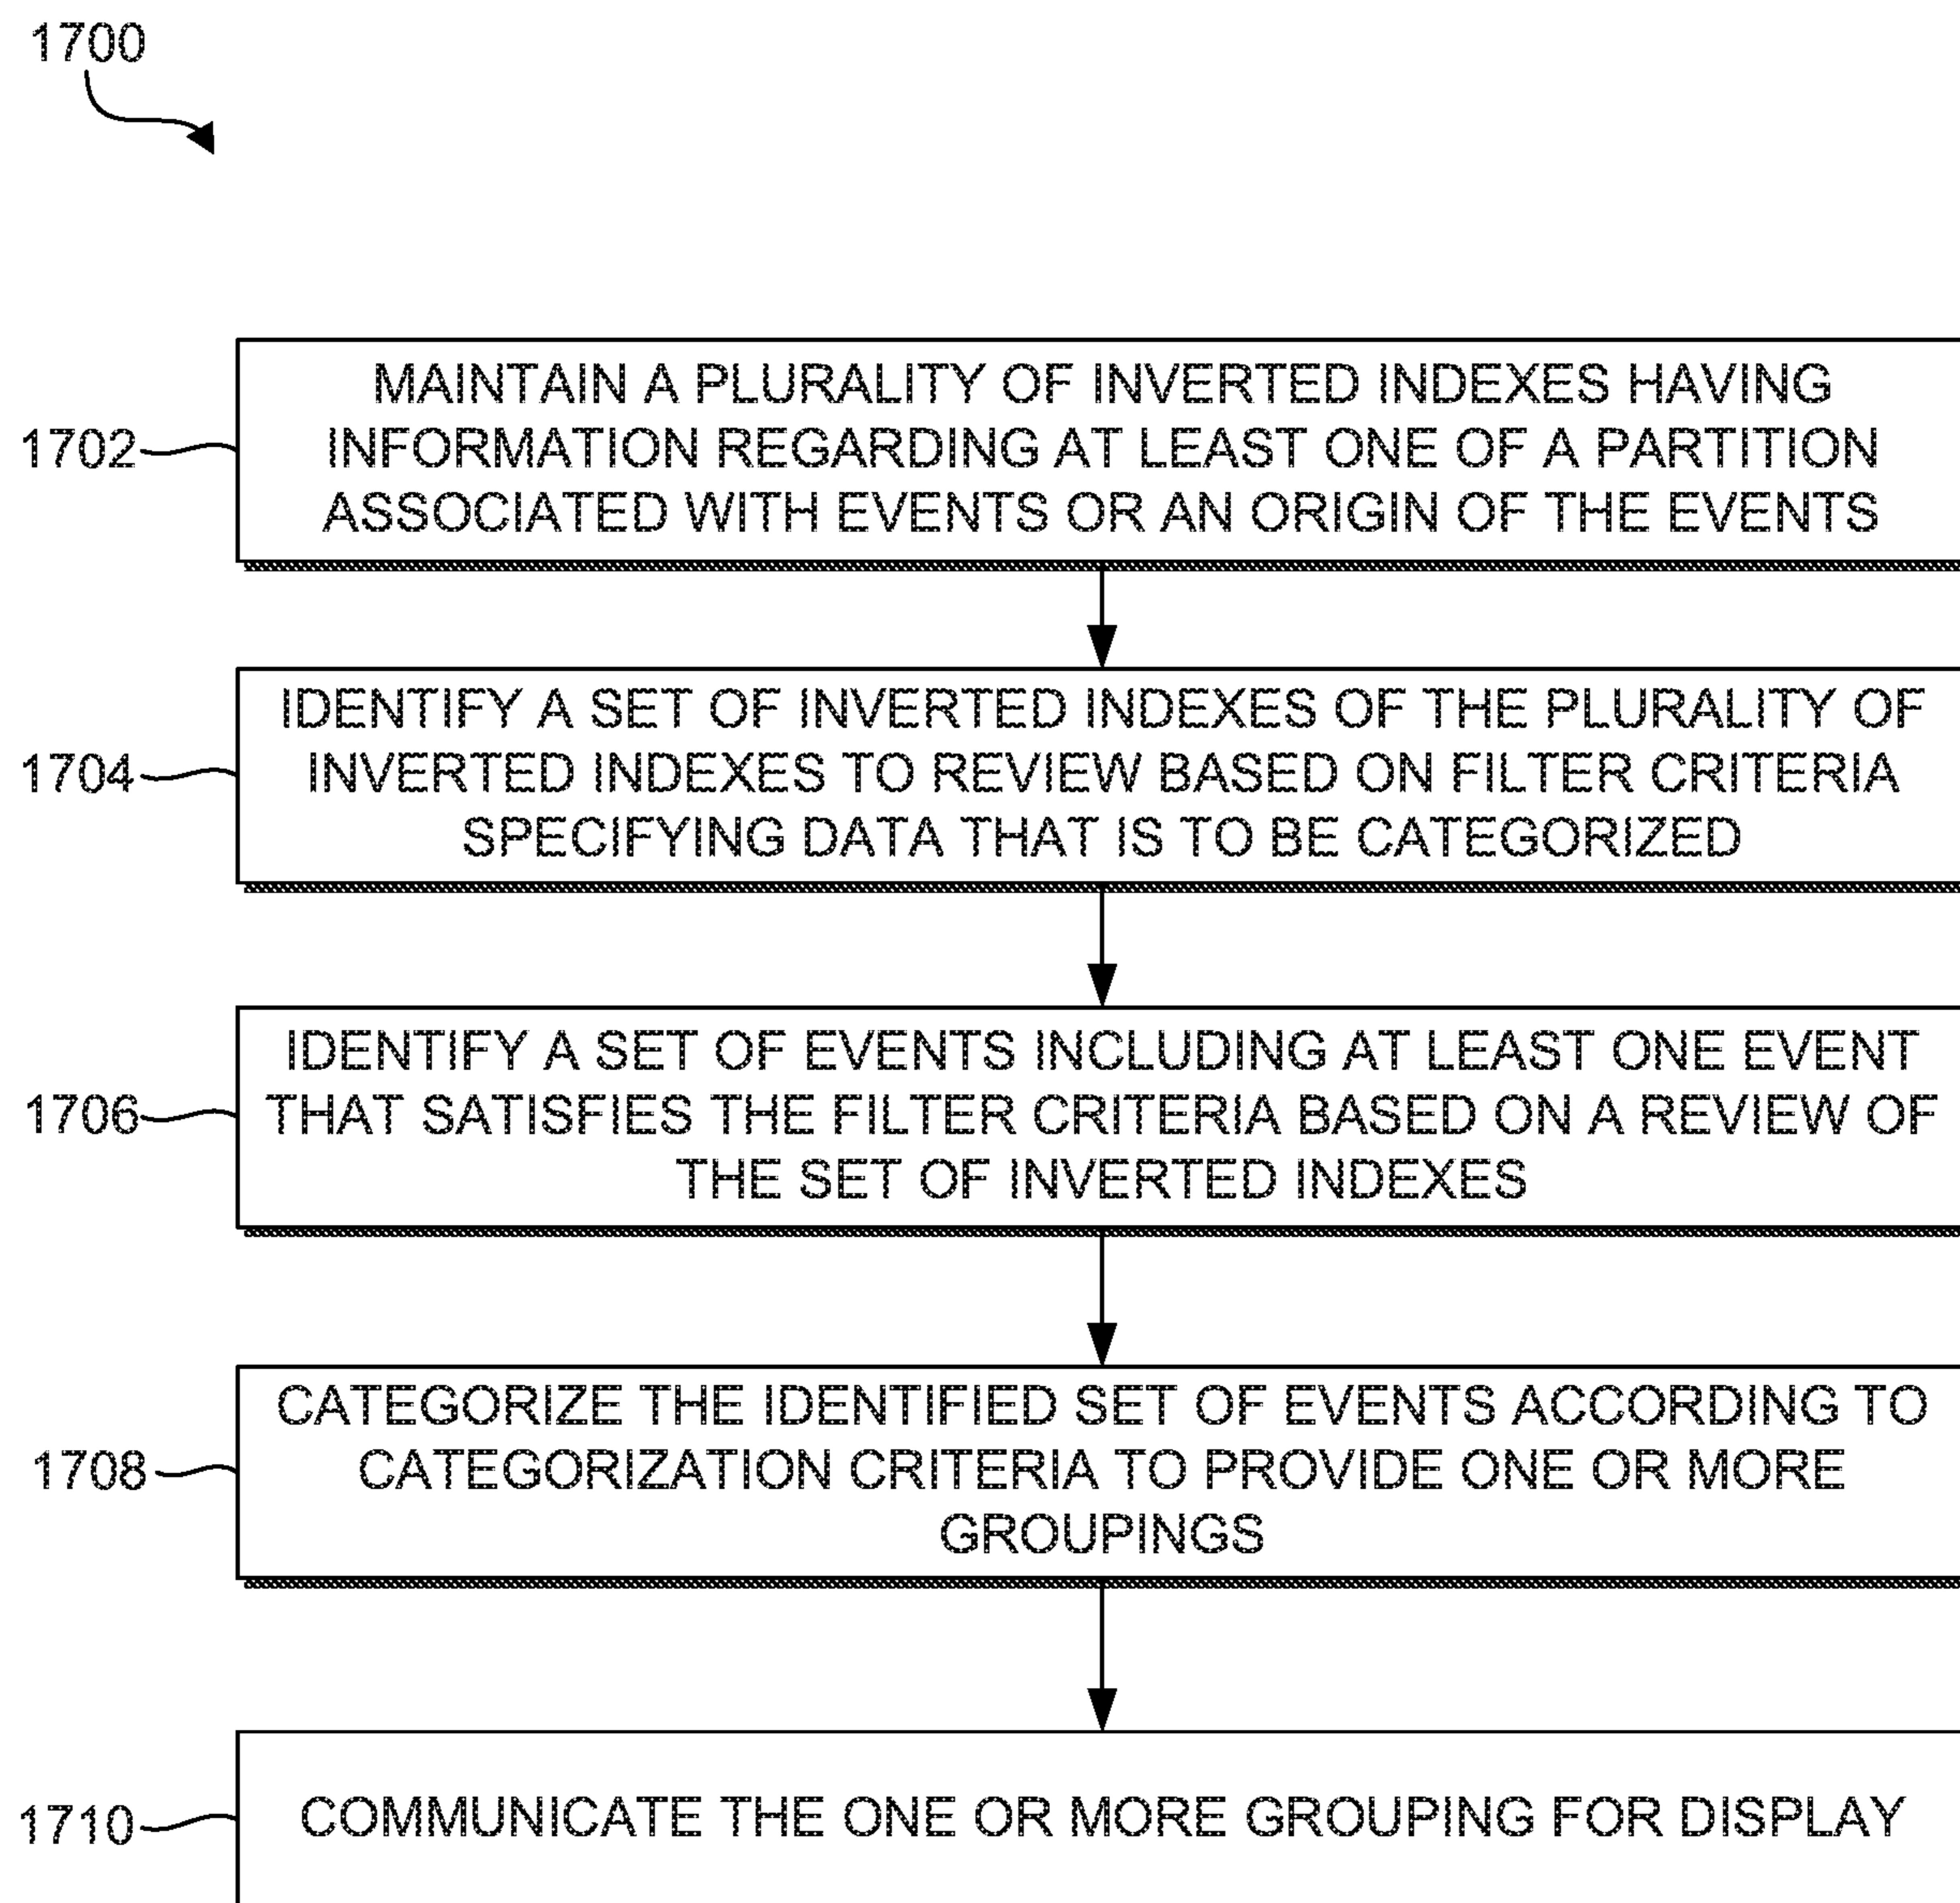 1700
MAINTAIN A PLURALITY OF INVERTED INDEXES HAVING
1702
INFORMATION REGARDING AT LEAST ONE OF A PARTITION
ASSOCIATED WITH EVENTS OR AN ORIGIN OF THE EVENTS
IDENTIFY A SET OF INVERTED INDEXES OF THE PLURALITY OF
1704
INVERTED INDEXES TO REVIEW BASED ON FILTER CRITERIA
SPECIFYING DATA THAT IS TO BE CATEGORIZED
IDENTIFY A SET OF EVENTS INCLUDING AT LEAST ONE EVENT
1706
THAT SATISFIES THE FILTER CRITERIA BASED ON A REVIEW OF
THE SET OF INVERTED INDEXES
CATEGORIZE THE IDENTIFIED SET OF EVENTS ACCORDING TO
1708
CATEGORIZATION CRITERIA TO PROVIDE ONE OR MORE
GROUPINGS
1710
COMMUNICATE THE ONE OR MORE GROUPING FOR DISPLAY